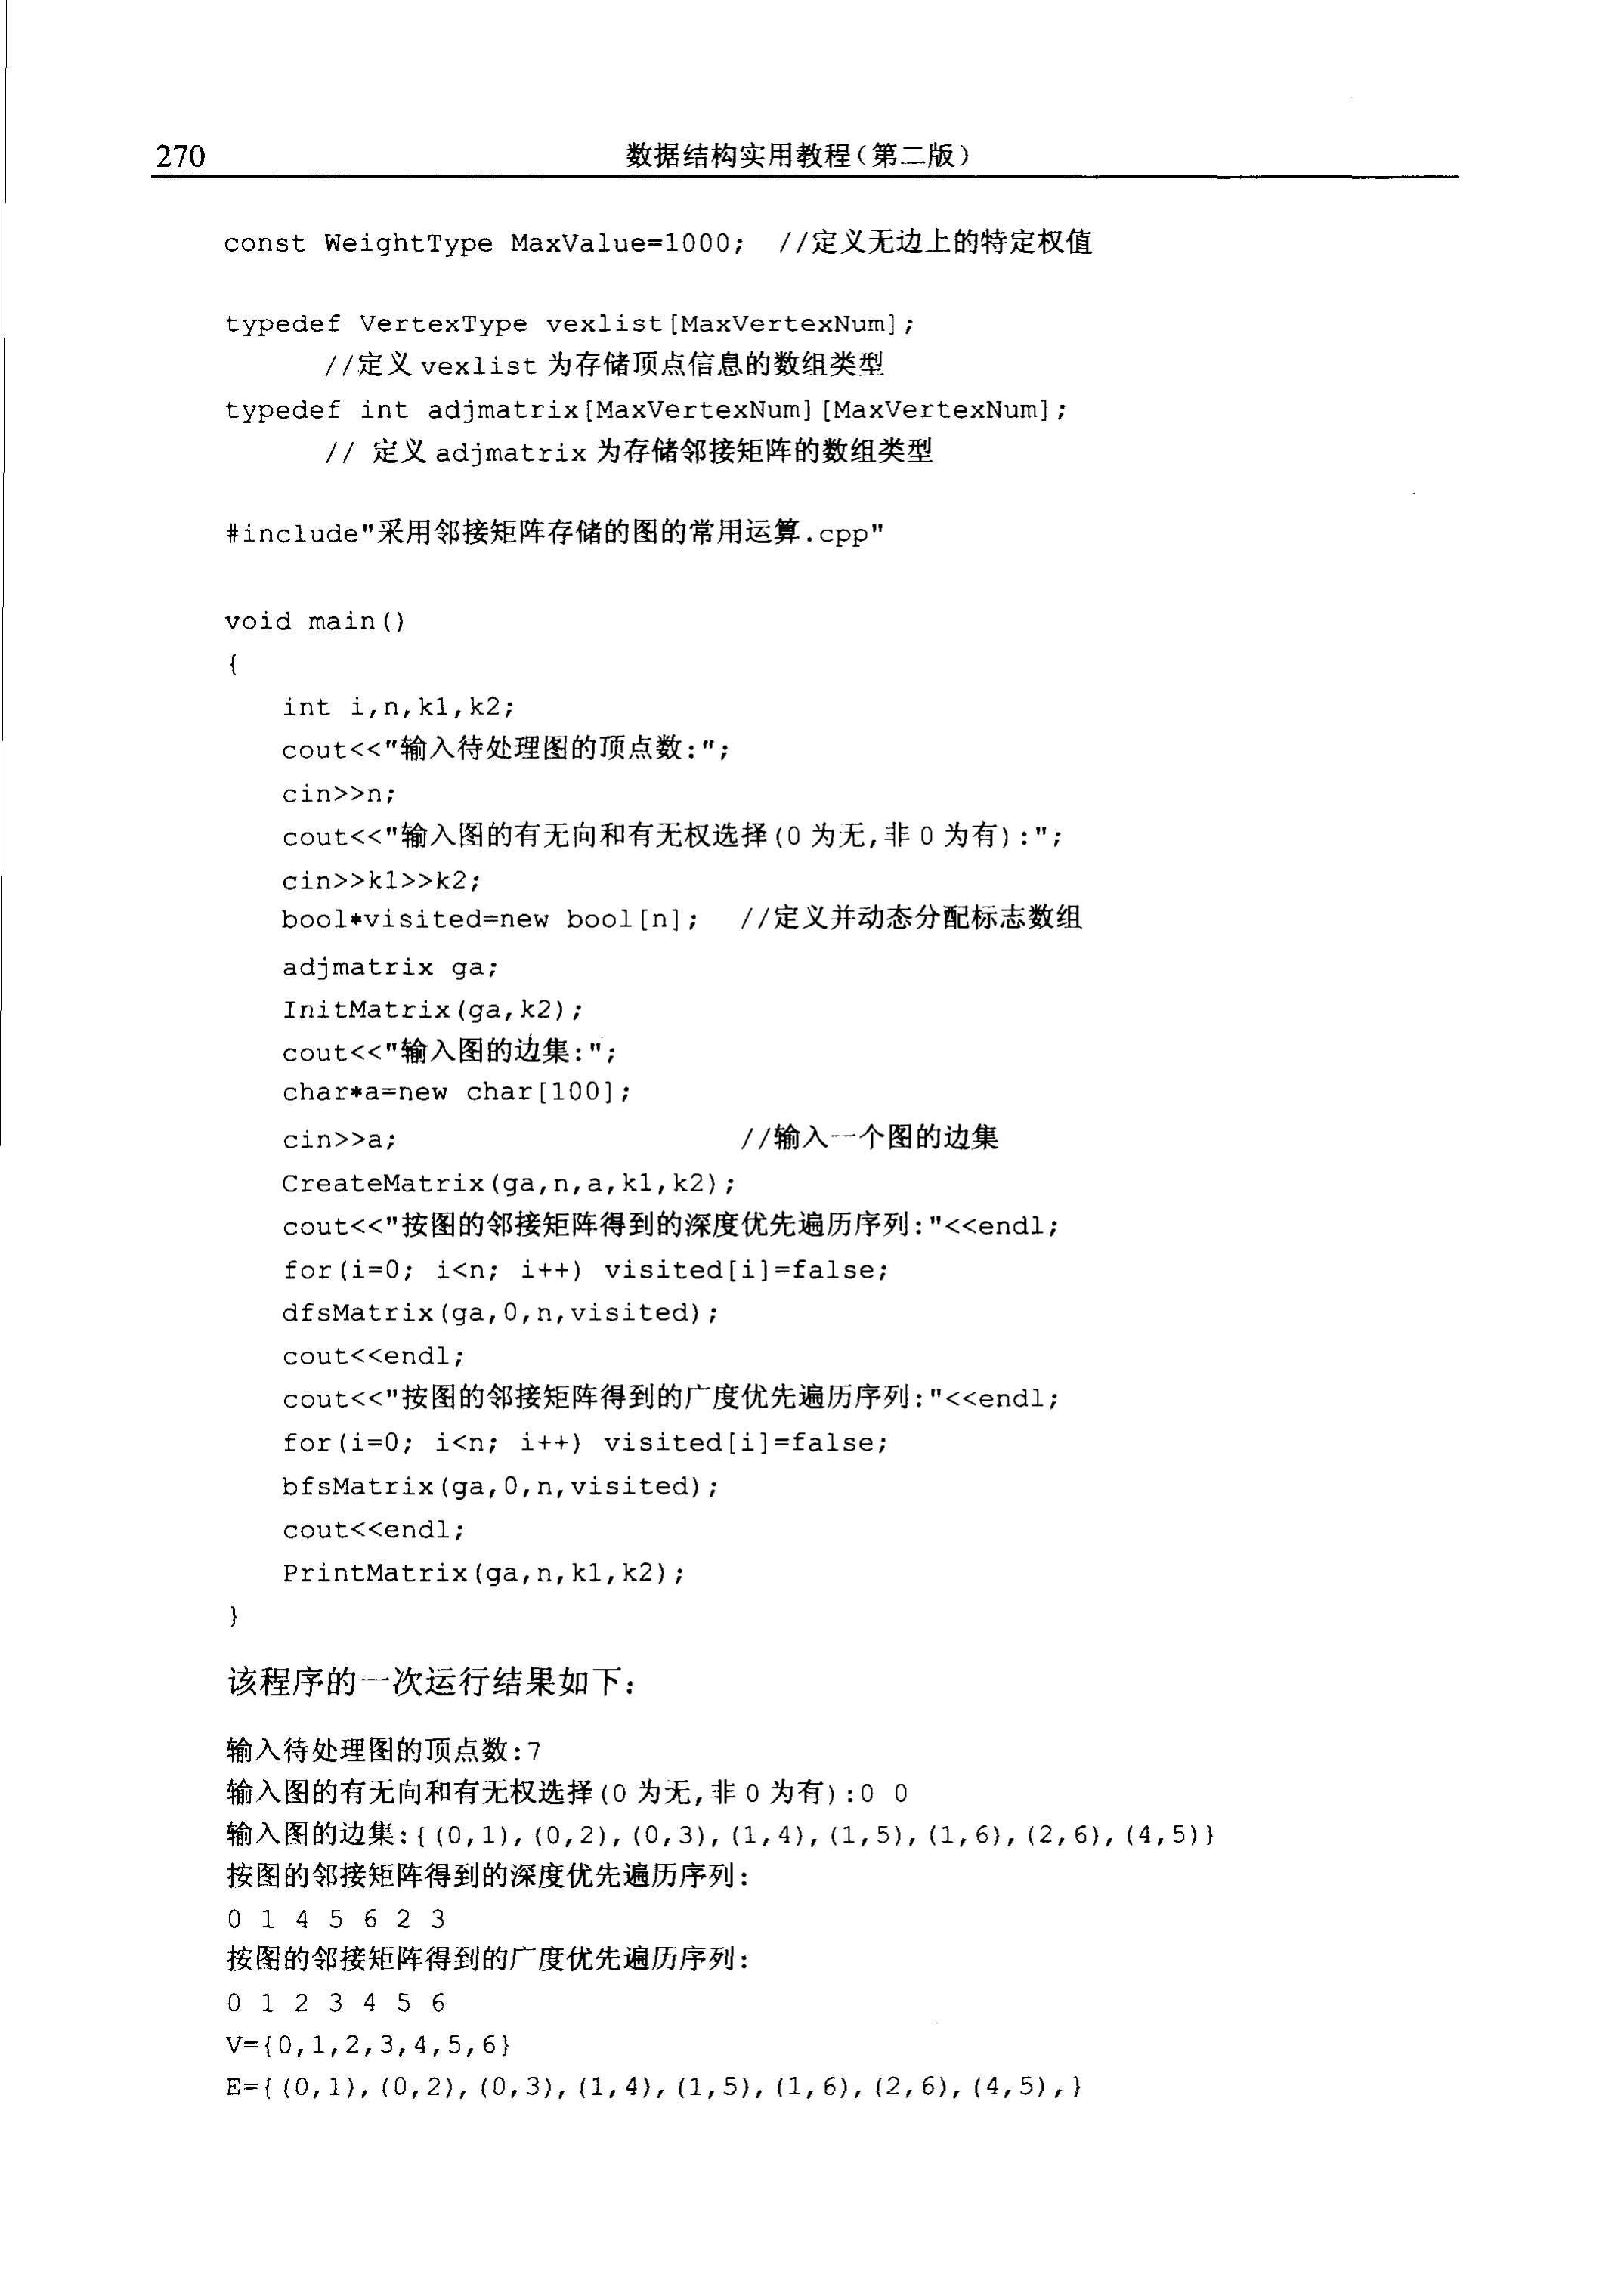 270
数据结构实用教程(第二版)
const WeightType MaxValue=1000; //定义无边上的特定权值
typedef VertexType vexlist[MaxVertexNum];
//定义 vexlist 为存储顶点信息的数组类型
typedef int adjmatrix[MaxVertexNum][MaxVertexNum];
// 定义 adjmatrix 为存储邻接矩阵的数组类型
#include"采用邻接矩阵存储的图的常用运算.cpp"
void main()
{
int i,n,k1,k2;
cout<<"输入待处理图的顶点数:";
cin>>n;
cout<<"输入图的有无向和有无权选择(0 为无,非 0 为有):";
cin>>k1>>k2;
bool*visited=new bool[n]; //定义并动态分配标志数组
adjmatrix ga;
InitMatrix(ga,k2);
cout<<"输入图的边集:";
char*a=new char[100];
cin>>a; //输入一个图的边集
CreateMatrix(ga,n,a,k1,k2);
cout<<"按图的邻接矩阵得到的深度优先遍历序列:"<<endl;
for(i=0; i<n; i++) visited[i]=false;
dfsMatrix(ga,0,n,visited);
cout<<endl;
cout<<"按图的邻接矩阵得到的广度优先遍历序列:"<<endl;
for(i=0; i<n; i++) visited[i]=false;
bfsMatrix(ga,0,n,visited);
cout<<endl;
PrintMatrix(ga,n,k1,k2);
}
该程序的一次运行结果如下:
输入待处理图的顶点数:7
输入图的有无向和有无权选择(0 为无,非 0 为有):0 0
输入图的边集:{(0,1),(0,2),(0,3),(1,4),(1,5),(1,6),(2,6),(4,5)}
按图的邻接矩阵得到的深度优先遍历序列:
0 1 4 5 6 2 3
按图的邻接矩阵得到的广度优先遍历序列:
0 1 2 3 4 5 6
V={0,1,2,3,4,5,6}
E={(0,1),(0,2),(0,3),(1,4),(1,5),(1,6),(2,6),(4,5),}